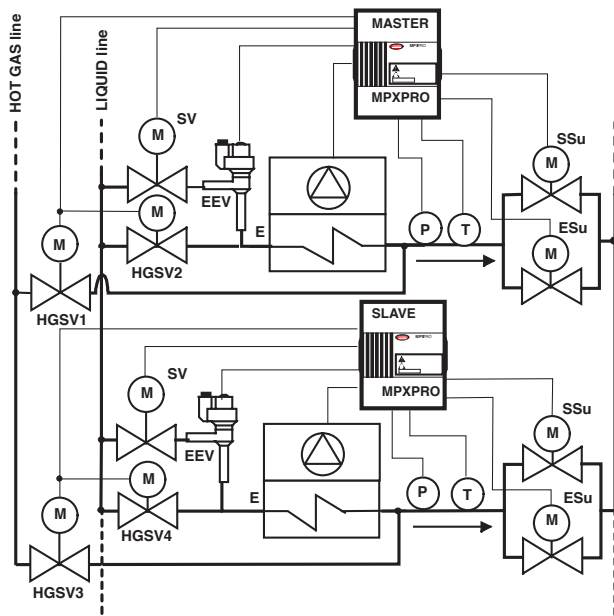 HOT GAS line
LIQUID line
MASTER
MPXPRO
SV
M
SSu
M
EEV
M
P
T
ESu
M
E
HGSV2
M
HGSV1
SLAVE
MPXPRO
SV
M
SSu
M
EEV
M
P
T
ESu
M
E
HGSV4
M
HGSV3